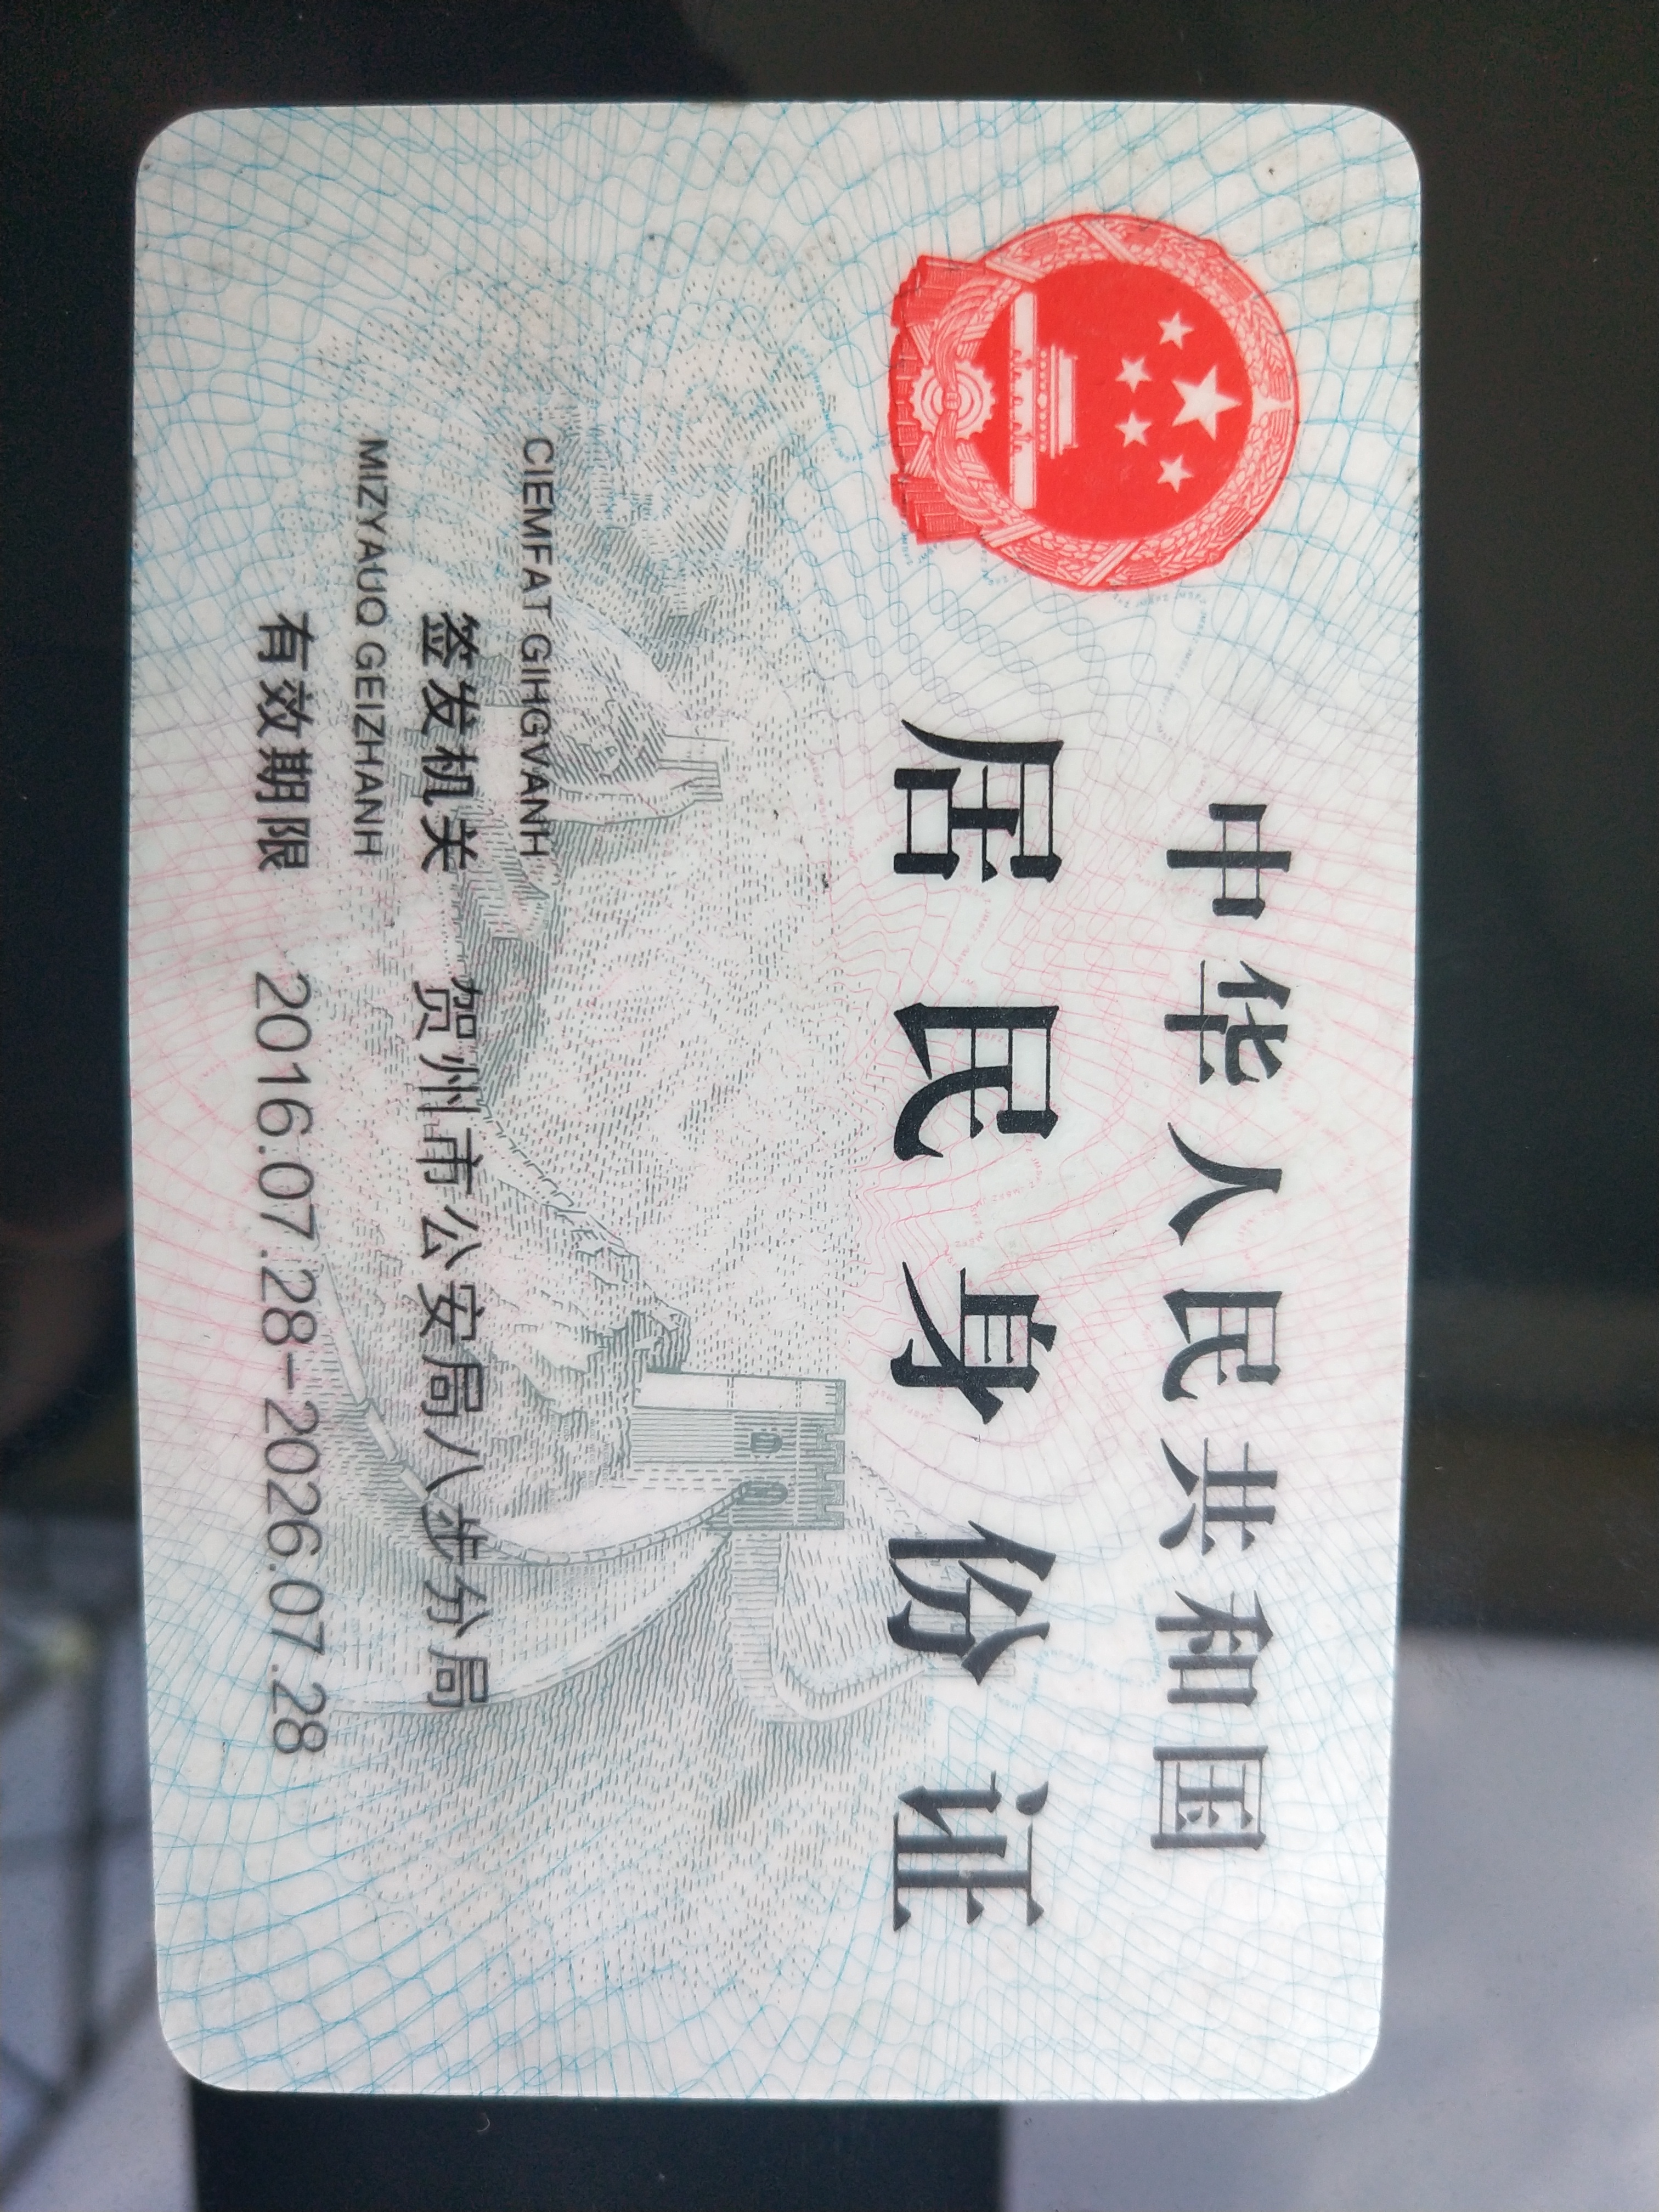 中华人民共和国
居民身份证
CIEMFAT GIHGVANH
签发机关 贺州市公安局八步分局
MIZYAUQ GEIZHANH
有效期限 2016.07.28-2026.07.28